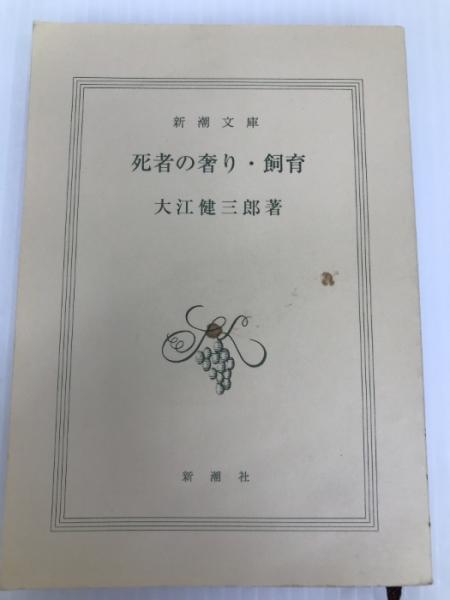 新潮文庫
死者の奢り・飼育
大江健三郎著
新潮社